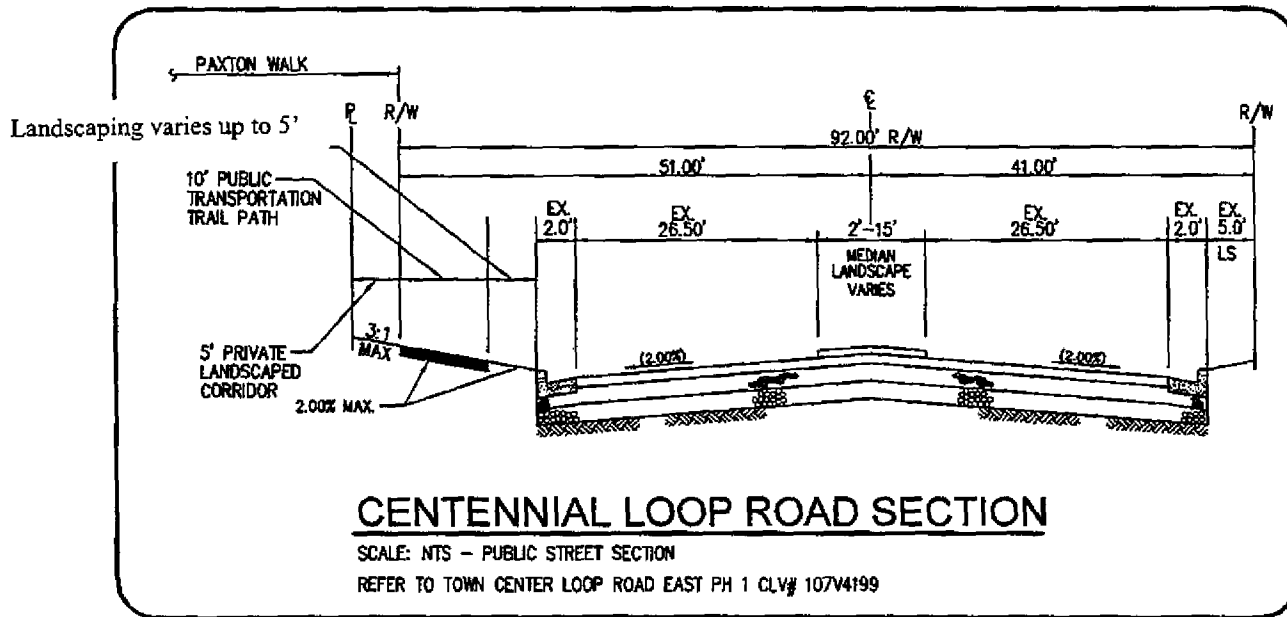 PAXTON WALK
P̲L R/W ℄ R/W
Landscaping varies up to 5'
92.00' R/W
51.00' 41.00'
10' PUBLIC
TRANSPORTATION
TRAIL PATH
EX. EX. EX. EX. EX.
2.0' 26.50' 2'-15' 26.50' 2.0' 5.0'
MEDIAN
LANDSCAPE
VARIES
LS
3:1
MAX
5' PRIVATE
LANDSCAPED
CORRIDOR
(2.00%) (2.00%)
2.00% MAX.
CENTENNIAL LOOP ROAD SECTION
SCALE: NTS - PUBLIC STREET SECTION
REFER TO TOWN CENTER LOOP ROAD EAST PH 1 CLV# 107V4199